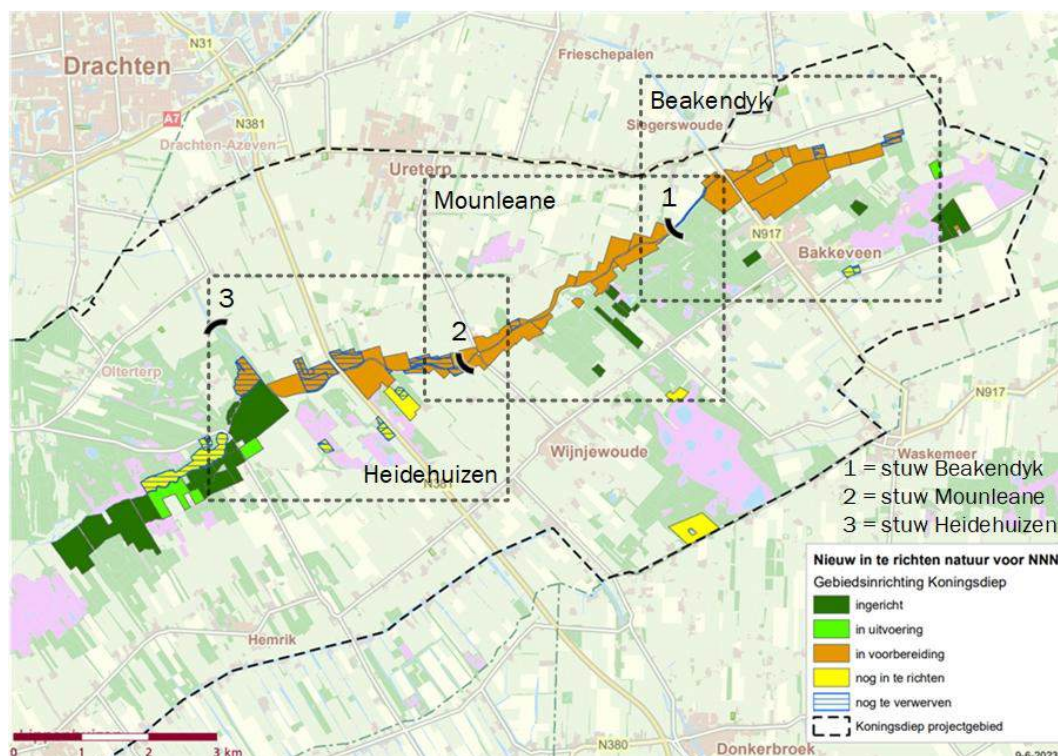 N31
Frieschepalen
Drachten
Beakendyk
A7
N381
Siegerswoude
Drachten-Azeven
Ureterp
Mounleane
1
N917
Bakkeveen
3
2
Olterterp
N917
Wijnjewoude
Waskemeer
Heidehuizen
N381
1 = stuw Beakendyk
2 = stuw Mounleane
3 = stuw Heidehuizen
Nieuw in te richten natuur voor NNN
Gebiedsinrichting Koningsdiep
ingericht
in uitvoering
in voorbereiding
nog in te richten
nog te verwerven
Koningsdiep projectgebied
Hemrik
0 1 2 3 km
N380
Donkerbroek